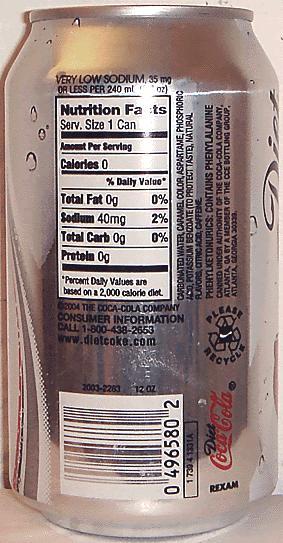 VERY LOW SODIUM, 35 mg
OR LESS PER 240 mL
Nutrition Facts
Serv. Size 1 Can
Amount Per Serving
Calories 0
% Daily Value*
Total Fat 0g 0%
Sodium 40mg 2%
Total Carb 0g 0%
Protein 0g
*Percent Daily Values are
based on a 2,000 calorie diet.
©2004 THE COCA-COLA COMPANY
CONSUMER INFORMATION
CALL 1-800-438-2653
www.dietcoke.com
2003-2263 12 OZ
0 496580 2
CARBONATED WATER, CARAMEL COLOR, ASPARTAME, PHOSPHORIC
ACID, POTASSIUM BENZOATE (TO PROTECT TASTE), NATURAL
FLAVORS, CITRIC ACID, CAFFEINE.
PHENYLKETONURICS: CONTAINS PHENYLALANINE
CANNED UNDER AUTHORITY OF THE COCA-COLA COMPANY,
ATLANTA, GA BY A MEMBER OF THE CCE BOTTLING GROUP,
ATLANTA, GEORGIA 30339.
PLEASE
RECYCLE
Diet
Coca-Cola®
REXAM
Diet